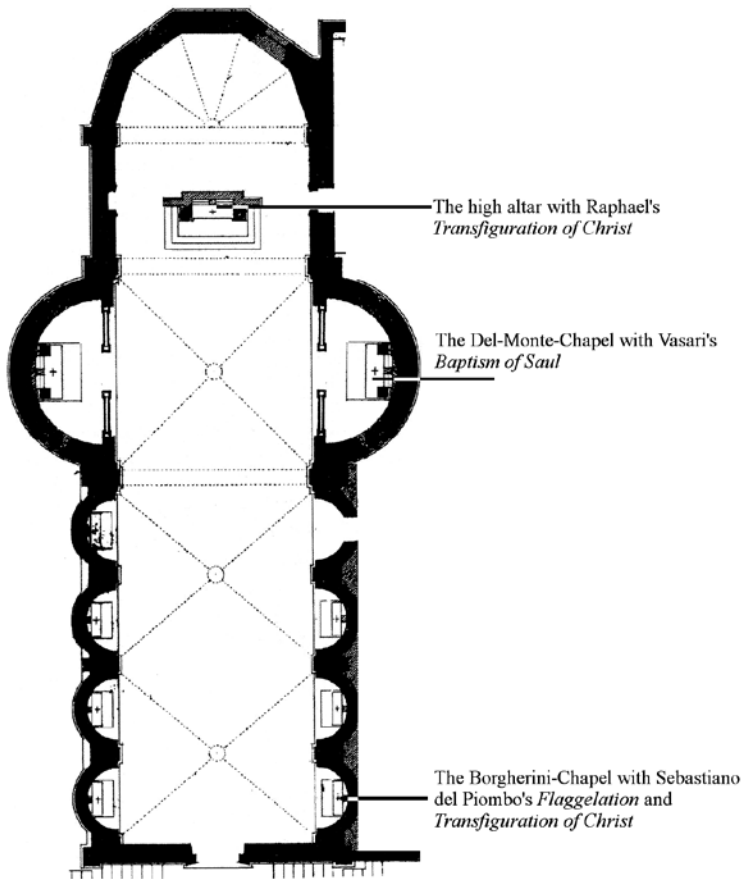 The high altar with Raphael's
Transfiguration of Christ
The Del-Monte-Chapel with Vasari's
Baptism of Saul
The Borgherini-Chapel with Sebastiano
del Piombo's Flaggelation and
Transfiguration of Christ